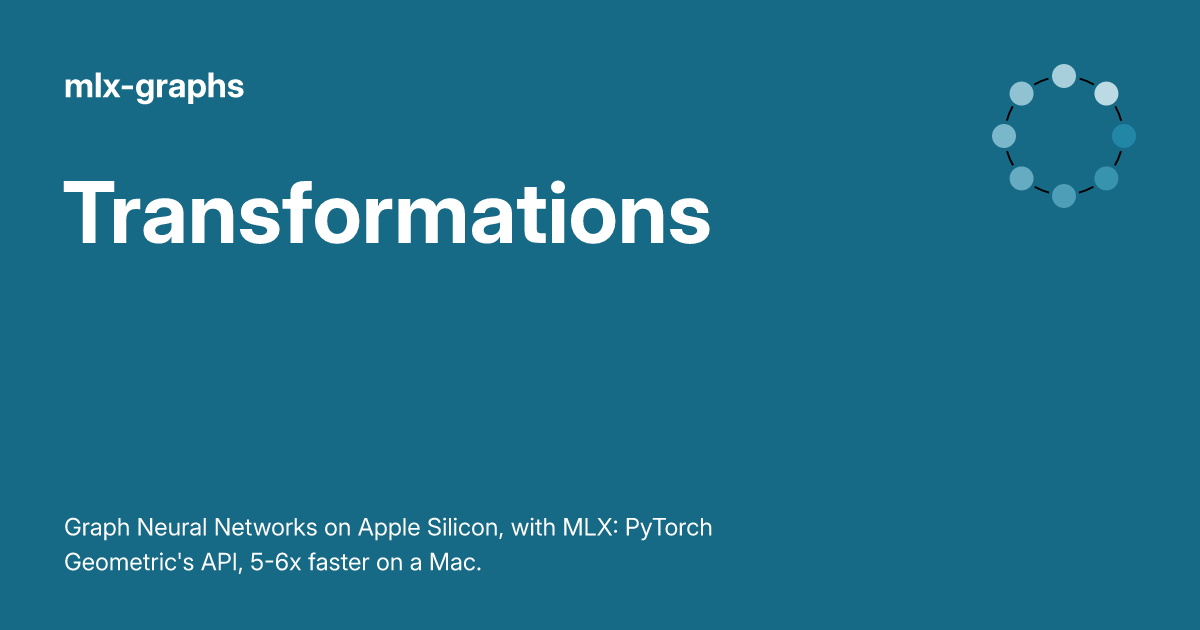 mlx-graphs
Transformations
Graph Neural Networks on Apple Silicon, with MLX: PyTorch
Geometric's API, 5-6x faster on a Mac.